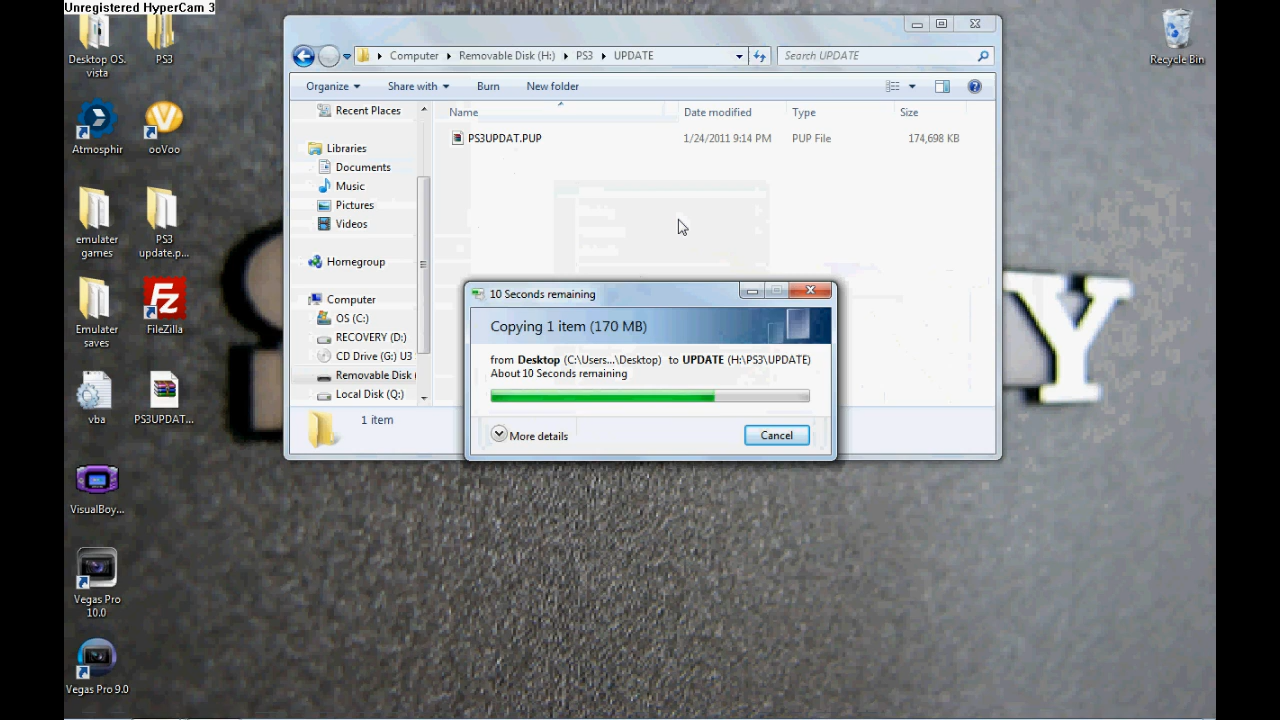 Unregistered HyperCam 3
Desktop OS. vista
PS3
Atmosphir
ooVoo
emulater games
PS3 update.p...
Emulater saves
FileZilla
vba
PS3UPDAT...
VisualBoy...
Vegas Pro 10.0
Vegas Pro 9.0
Recycle Bin
Computer
Removable Disk (H:)
PS3
UPDATE
Search UPDATE
Organize
Share with
Burn
New folder
Recent Places
Libraries
Documents
Music
Pictures
Videos
Homegroup
Computer
OS (C:)
RECOVERY (D:)
CD Drive (G:) U3
Removable Disk (
Local Disk (Q:)
Name
Date modified
Type
Size
PS3UPDAT.PUP
1/24/2011 9:14 PM
PUP File
174,698 KB
1 item
10 Seconds remaining
Copying 1 item (170 MB)
from Desktop (C:\Users...\Desktop) to UPDATE (H:\PS3\UPDATE)
About 10 Seconds remaining
More details
Cancel
Y